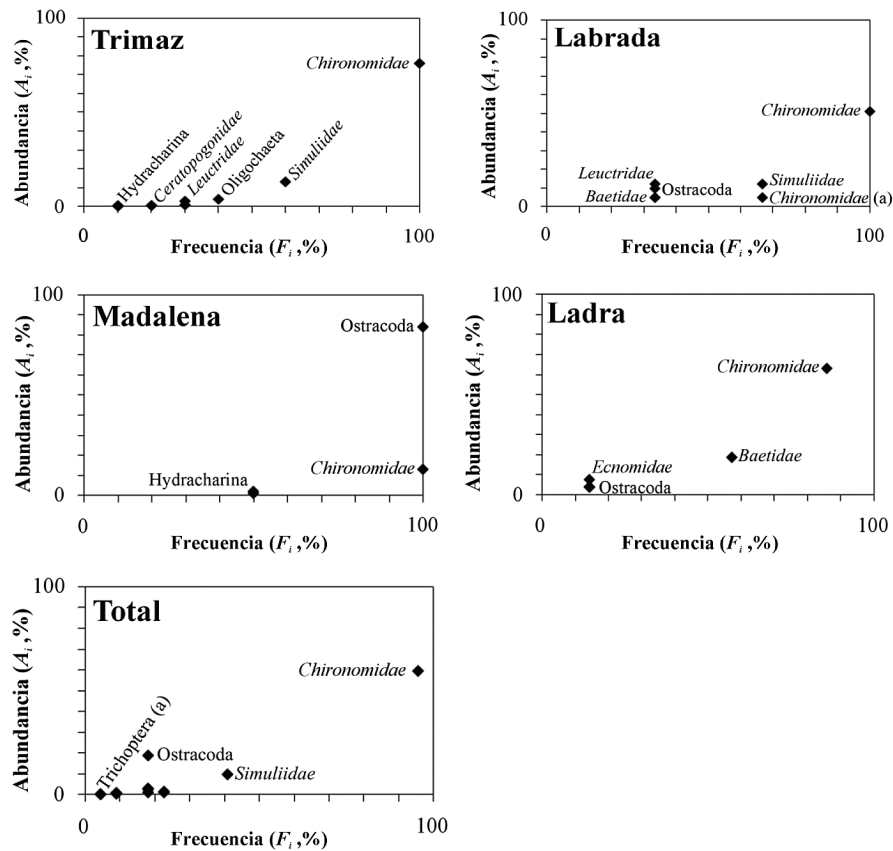 Trimaz
Abundancia (Ai,%)
100
0
Chironomidae
Hydracharina
Ceratopogonidae
Leuctridae
Oligochaeta
Simuliidae
0
100
Frecuencia (Fi,%)
Labrada
Abundancia (Ai,%)
100
0
Chironomidae
Leuctridae
Ostracoda
Baetidae
Simuliidae
Chironomidae (a)
0
100
Frecuencia (Fi,%)
Madalena
Abundancia (Ai,%)
100
0
Ostracoda
Chironomidae
Hydracharina
0
100
Frecuencia (Fi,%)
Ladra
Abundancia (Ai,%)
100
0
Chironomidae
Baetidae
Ecnomidae
Ostracoda
0
100
Frecuencia (Fi,%)
Total
Abundancia (Ai,%)
100
0
Chironomidae
Trichoptera (a)
Ostracoda
Simuliidae
0
100
Frecuencia (Fi,%)